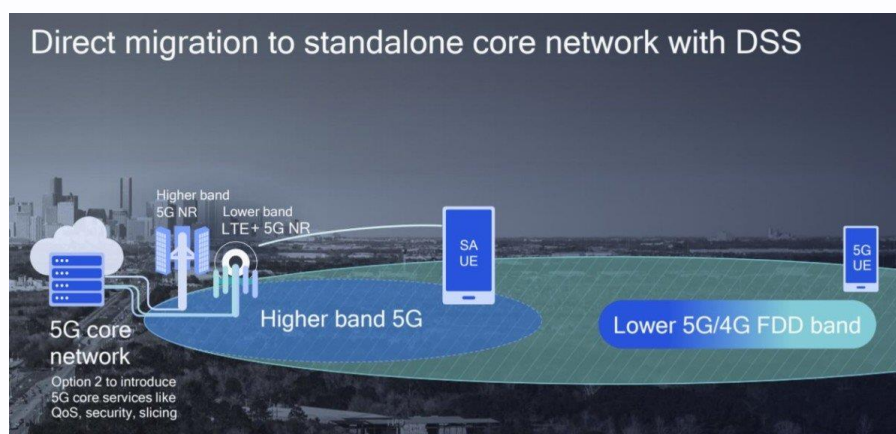 Direct migration to standalone core network with DSS
Higher band
5G NR
Lower band
LTE + 5G NR
SA
UE
5G
UE
Higher band 5G
Lower 5G/4G FDD band
5G core
network
Option 2 to introduce
5G core services like
QoS, security, slicing